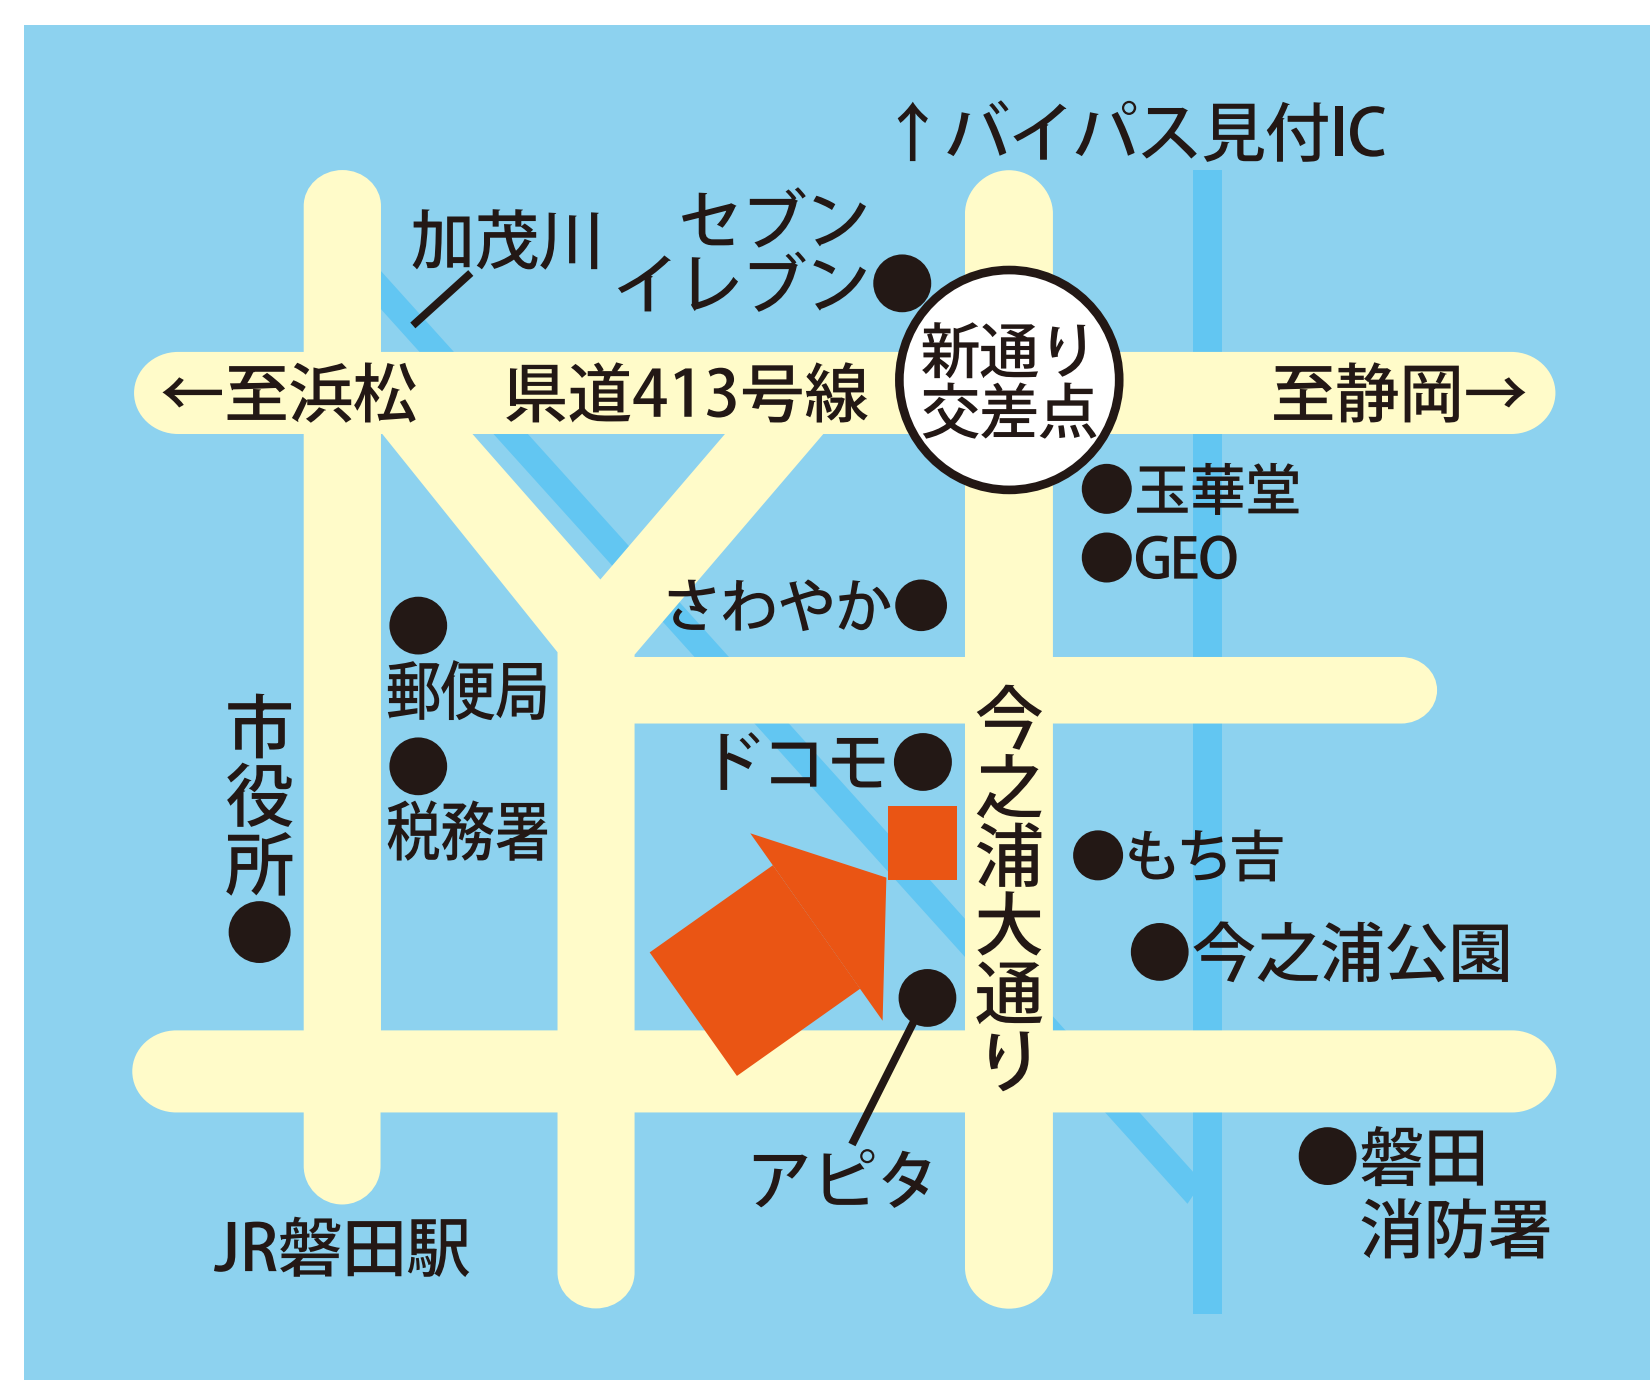 ↑バイパス見付IC
加茂川
セブン
イレブン
新通り
交差点
←至浜松
県道413号線
至静岡→
玉華堂
GEO
さわやか
郵便局
市役所
税務署
ドコモ
今之浦大通り
もち吉
今之浦公園
アピタ
磐田
消防署
JR磐田駅